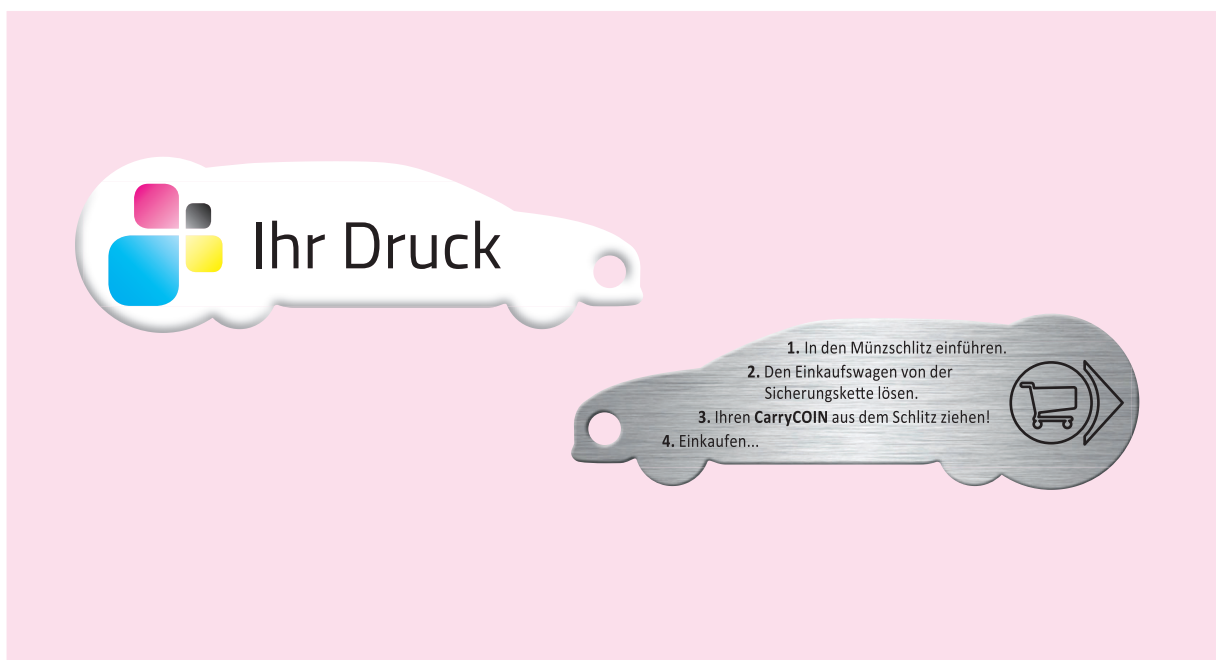 Ihr Druck
1. In den Münzschlitz einführen.
2. Den Einkaufswagen von der
Sicherungskette lösen.
3. Ihren CarryCOIN aus dem Schlitz ziehen!
4. Einkaufen...